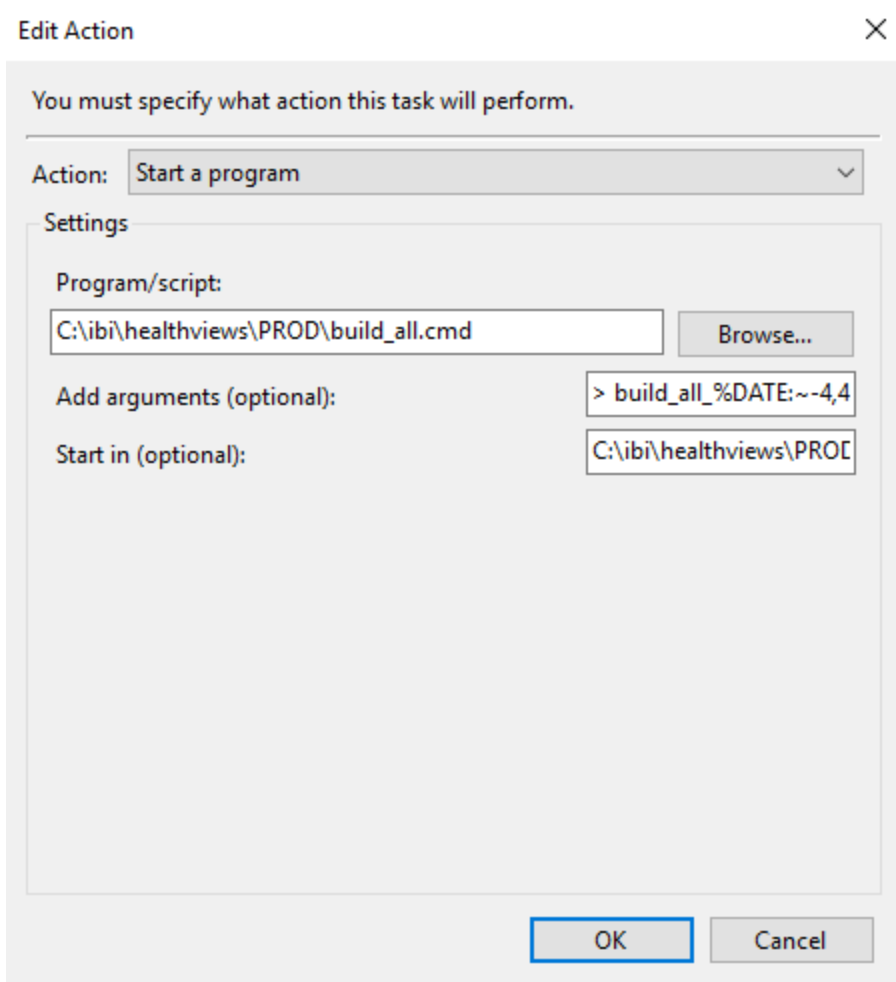 Edit Action
You must specify what action this task will perform.
Action: Start a program
Settings
Program/script:
C:\ibi\healthviews\PROD\build_all.cmd Browse...
Add arguments (optional): > build_all_%DATE:~-4,4
Start in (optional): C:\ibi\healthviews\PROD
OK Cancel